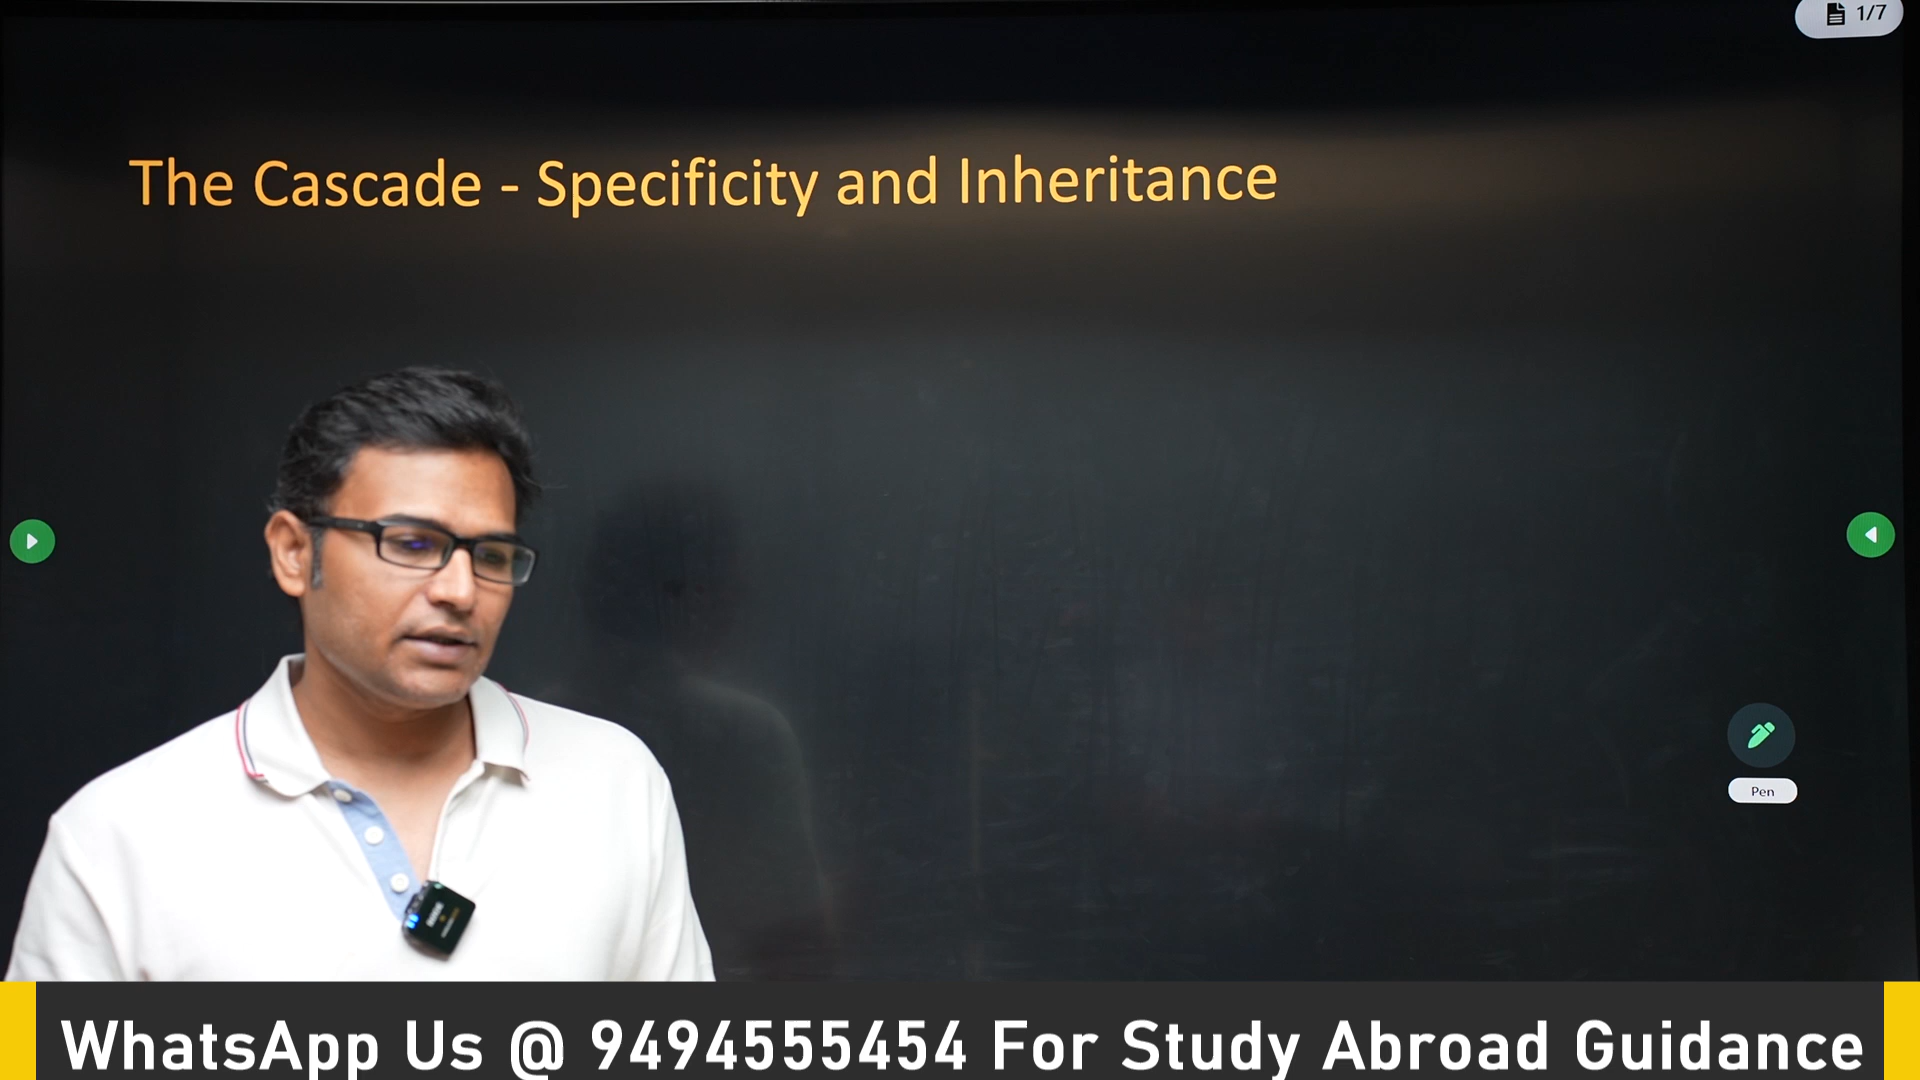 1/7
The Cascade - Specificity and Inheritance
Pen
WhatsApp Us @ 9494555454 For Study Abroad Guidance